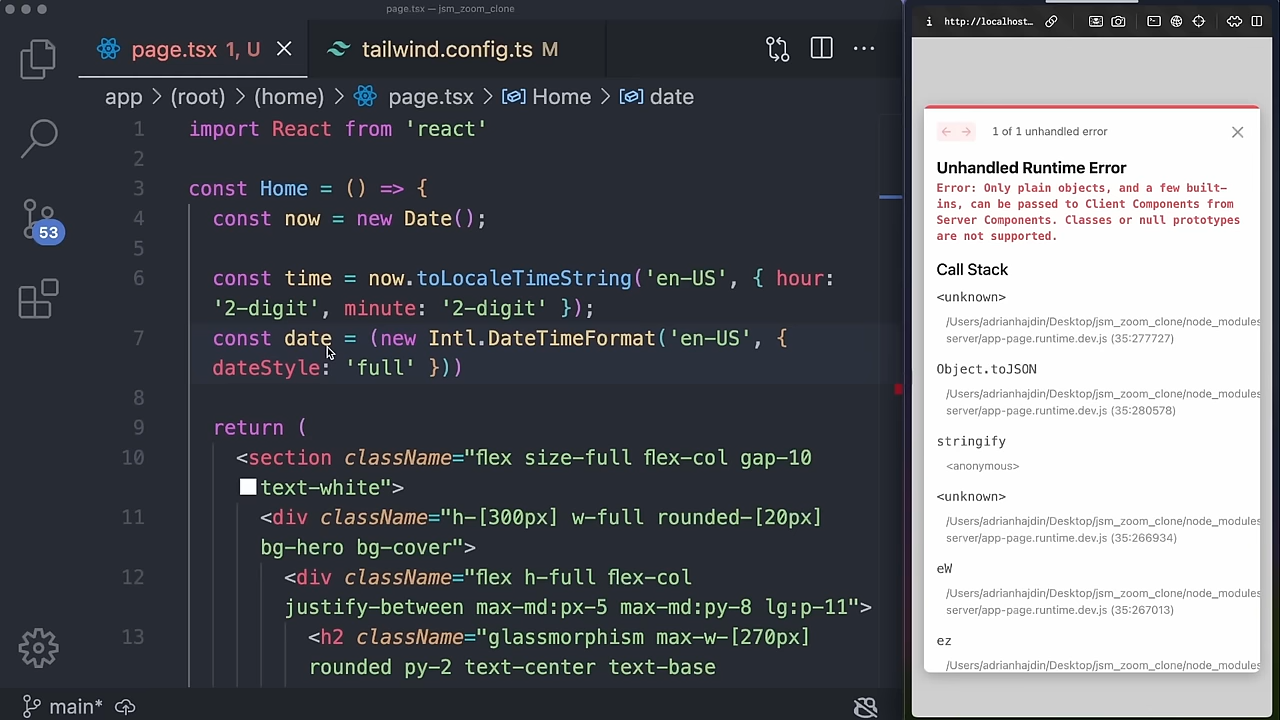 page.tsx — jsm_zoom_clone
page.tsx 1, U
tailwind.config.ts M
app > (root) > (home) > page.tsx > Home > date
1 import React from 'react'
2
3 const Home = () => {
4 const now = new Date();
5
6 const time = now.toLocaleTimeString('en-US', { hour:
'2-digit', minute: '2-digit' });
7 const date = (new Intl.DateTimeFormat('en-US', {
dateStyle: 'full' }))
8
9 return (
10 <section className="flex size-full flex-col gap-10
text-white">
11 <div className="h-[300px] w-full rounded-[20px]
bg-hero bg-cover">
12 <div className="flex h-full flex-col
justify-between max-md:px-5 max-md:py-8 lg:p-11">
13 <h2 className="glassmorphism max-w-[270px]
rounded py-2 text-center text-base
53
main*
http://localhost...
1 of 1 unhandled error
Unhandled Runtime Error
Error: Only plain objects, and a few built-
ins, can be passed to Client Components from
Server Components. Classes or null prototypes
are not supported.
Call Stack
<unknown>
/Users/adrianhajdin/Desktop/jsm_zoom_clone/node_modules
server/app-page.runtime.dev.js (35:277727)
Object.toJSON
/Users/adrianhajdin/Desktop/jsm_zoom_clone/node_modules
server/app-page.runtime.dev.js (35:280578)
stringify
<anonymous>
<unknown>
/Users/adrianhajdin/Desktop/jsm_zoom_clone/node_modules
server/app-page.runtime.dev.js (35:266934)
eW
/Users/adrianhajdin/Desktop/jsm_zoom_clone/node_modules
server/app-page.runtime.dev.js (35:267013)
ez
/Users/adrianhajdin/Desktop/jsm_zoom_clone/node_modules